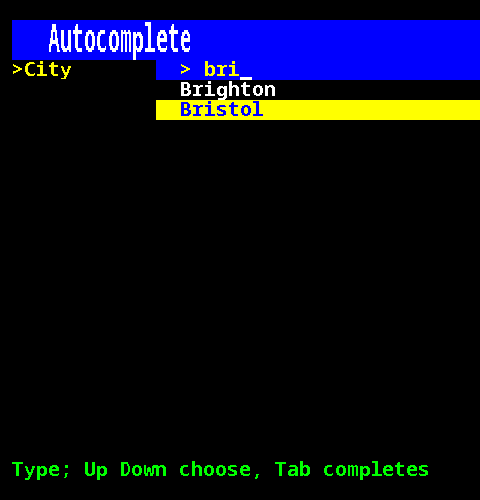 Autocomplete
>City > bri_
Brighton
Bristol
Type; Up Down choose, Tab completes